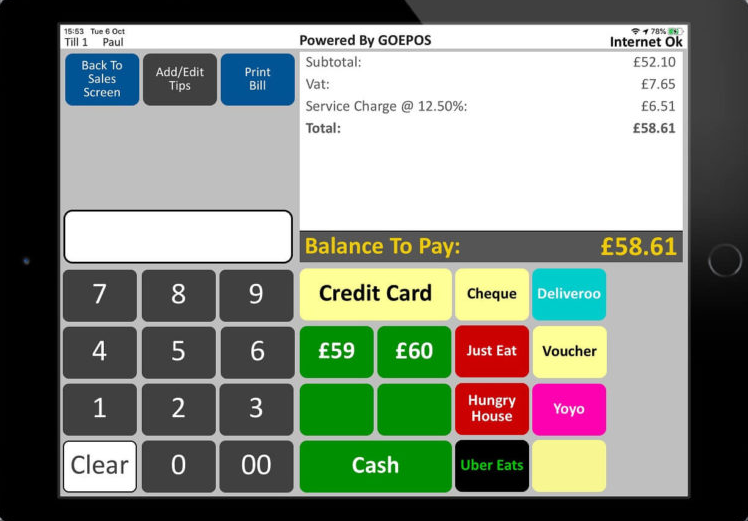 15:53 Tue 6 Oct
78%
Till 1 Paul
Powered By GOEPOS
Internet Ok
Back To
Sales
Screen
Add/Edit
Tips
Print
Bill
Subtotal: £52.10
Vat: £7.65
Service Charge @ 12.50%: £6.51
Total: £58.61
Balance To Pay: £58.61
7 8 9
Credit Card Cheque Deliveroo
4 5 6
£59 £60 Just Eat Voucher
1 2 3
Hungry
House
Yoyo
Clear 0 00
Cash Uber Eats